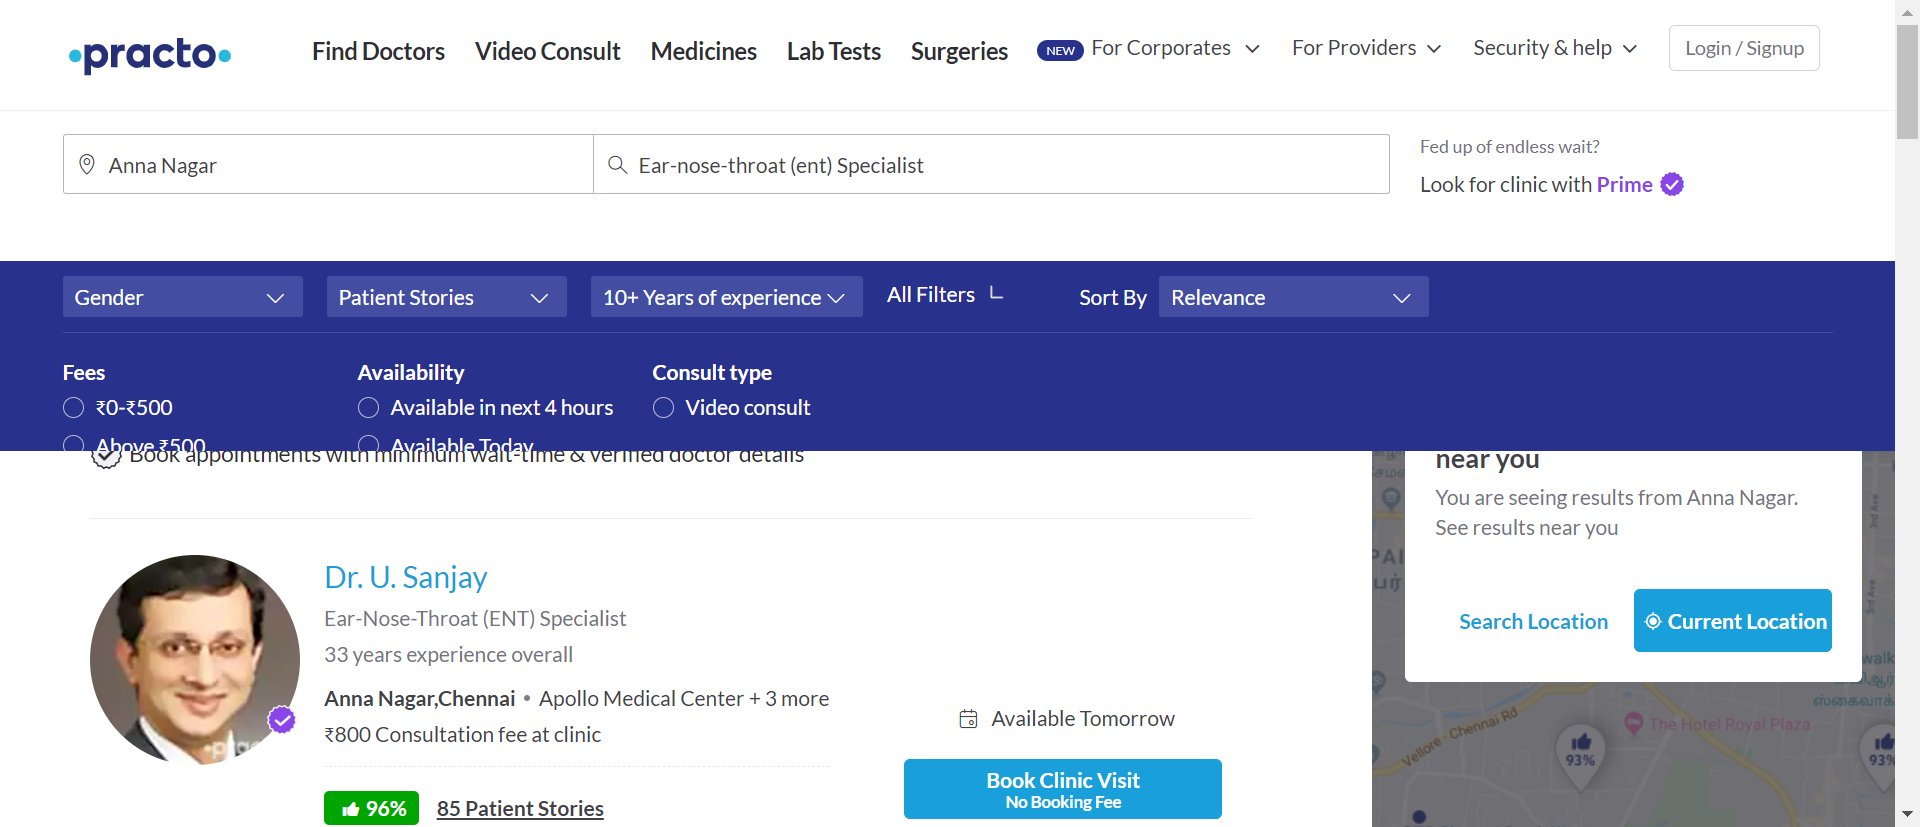 practo
Find Doctors
Video Consult
Medicines
Lab Tests
Surgeries
NEW
For Corporates
For Providers
Security & help
Login / Signup
Anna Nagar
Ear-nose-throat (ent) Specialist
Fed up of endless wait?
Look for clinic with Prime
Gender
Patient Stories
10+ Years of experience
All Filters
Sort By
Relevance
Fees
Availability
Consult type
₹0-₹500
Available in next 4 hours
Video consult
Above ₹500
Available Today
Book appointments with minimum wait-time & verified doctor details
near you
You are seeing results from Anna Nagar.
See results near you
Search Location
Current Location
Dr. U. Sanjay
Ear-Nose-Throat (ENT) Specialist
33 years experience overall
Anna Nagar,Chennai • Apollo Medical Center + 3 more
₹800 Consultation fee at clinic
96%
85 Patient Stories
Available Tomorrow
Book Clinic Visit
No Booking Fee
3rd Ave
3rd Ave
Vellore - Chennai Rd
The Hotel Royal Plaza
93%
93%